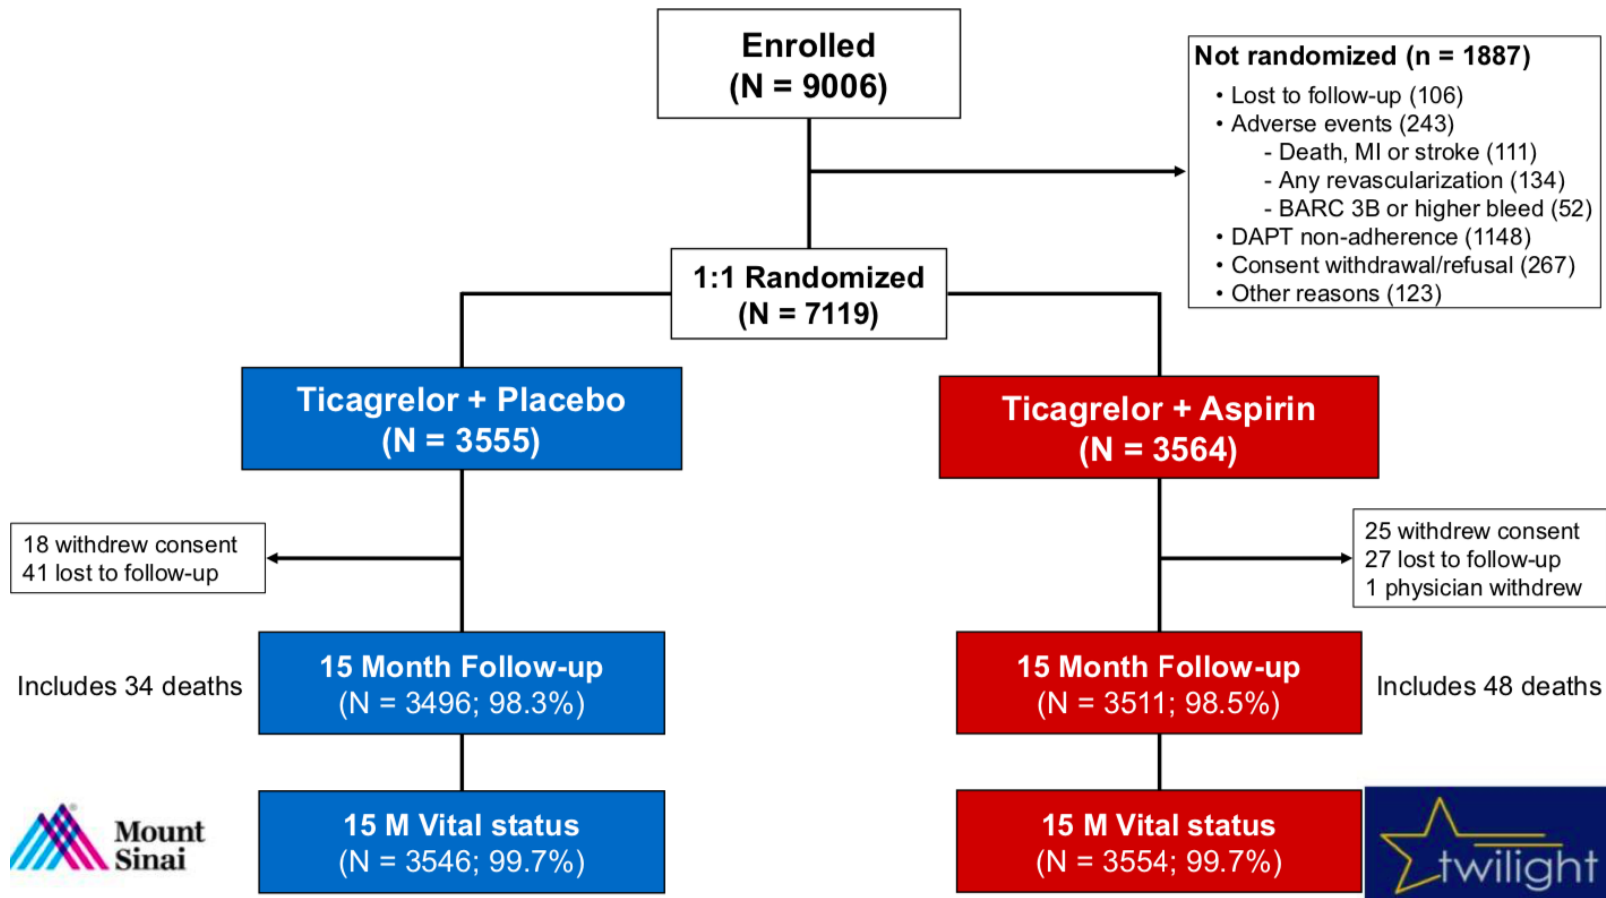 Enrolled
(N = 9006)
Not randomized (n = 1887)
• Lost to follow-up (106)
• Adverse events (243)
- Death, MI or stroke (111)
- Any revascularization (134)
- BARC 3B or higher bleed (52)
• DAPT non-adherence (1148)
• Consent withdrawal/refusal (267)
• Other reasons (123)
1:1 Randomized
(N = 7119)
Ticagrelor + Placebo
(N = 3555)
Ticagrelor + Aspirin
(N = 3564)
18 withdrew consent
41 lost to follow-up
25 withdrew consent
27 lost to follow-up
1 physician withdrew
Includes 34 deaths
15 Month Follow-up
(N = 3496; 98.3%)
15 Month Follow-up
(N = 3511; 98.5%)
Includes 48 deaths
Mount
Sinai
15 M Vital status
(N = 3546; 99.7%)
15 M Vital status
(N = 3554; 99.7%)
twilight